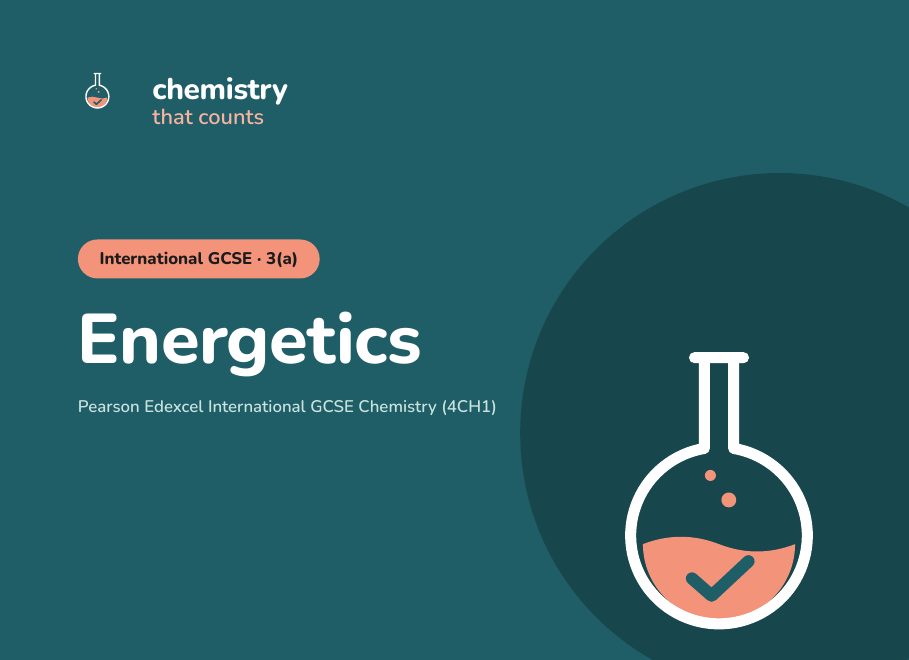 chemistry
that counts
International GCSE · 3(a)
Energetics
Pearson Edexcel International GCSE Chemistry (4CH1)